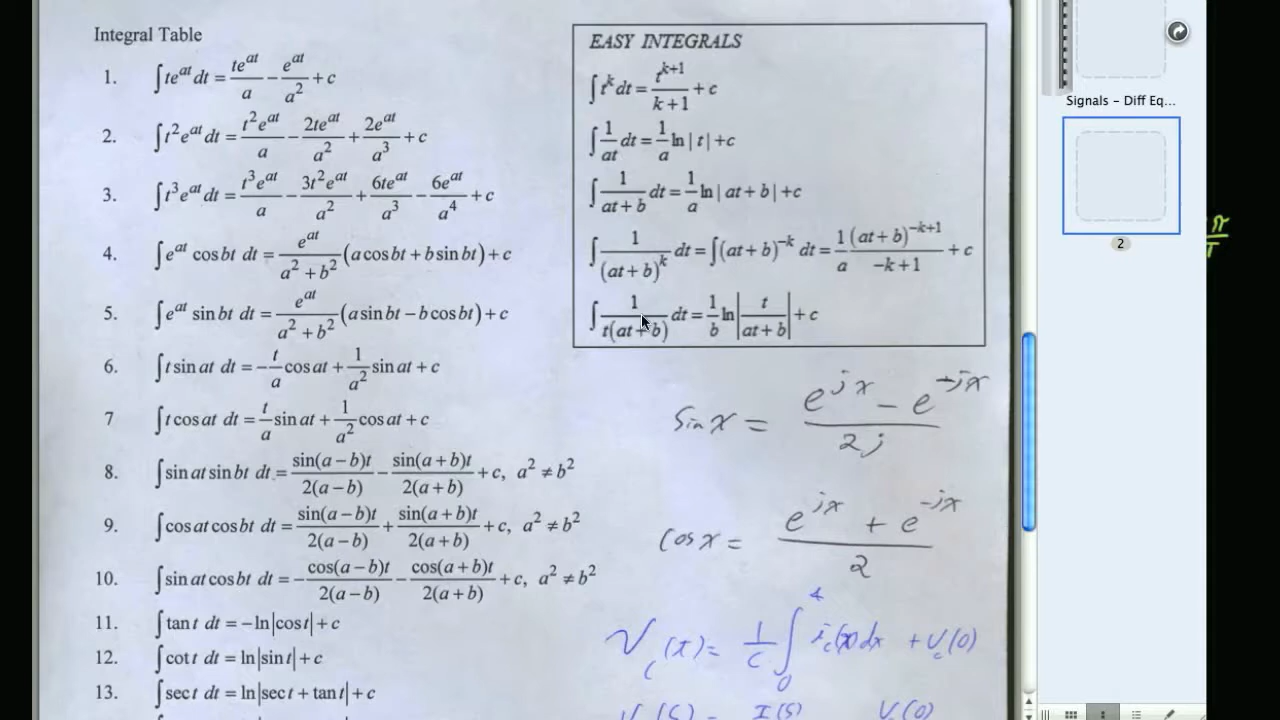 Integral Table
1. ∫te^{at} dt = te^{at}/a − e^{at}/a² + c
2. ∫t²e^{at} dt = t²e^{at}/a − 2te^{at}/a² + 2e^{at}/a³ + c
3. ∫t³e^{at} dt = t³e^{at}/a − 3t²e^{at}/a² + 6te^{at}/a³ − 6e^{at}/a⁴ + c
4. ∫e^{at} cos bt dt = e^{at}/(a² + b²) (a cos bt + b sin bt) + c
5. ∫e^{at} sin bt dt = e^{at}/(a² + b²) (a sin bt − b cos bt) + c
6. ∫t sin at dt = −t/a cos at + 1/a² sin at + c
7 ∫t cos at dt = t/a sin at + 1/a² cos at + c
8. ∫sin at sin bt dt = sin(a − b)t/2(a − b) − sin(a + b)t/2(a + b) + c, a² ≠ b²
9. ∫cos at cos bt dt = sin(a − b)t/2(a − b) + sin(a + b)t/2(a + b) + c, a² ≠ b²
10. ∫sin at cos bt dt = −cos(a − b)t/2(a − b) − cos(a + b)t/2(a + b) + c, a² ≠ b²
11. ∫tan t dt = −ln|cos t| + c
12. ∫cot t dt = ln|sin t| + c
13. ∫sec t dt = ln|sec t + tan t| + c
EASY INTEGRALS
∫t^k dt = t^{k+1}/(k + 1) + c
∫1/at dt = 1/a ln| t | + c
∫1/(at + b) dt = 1/a ln| at + b | + c
∫1/(at + b)^k dt = ∫(at + b)^{−k} dt = 1/a (at + b)^{−k+1}/(−k + 1) + c
∫1/t(at + b) dt = 1/b ln|t/(at + b)| + c
Sin x = (e^{jx} − e^{−jx})/2j
Cos x = (e^{jx} + e^{−jx})/2
V_c(t) = 1/C ∫_0^t i_c(x)dx + V_c(0)
Signals - Diff Eq...
2
π/T